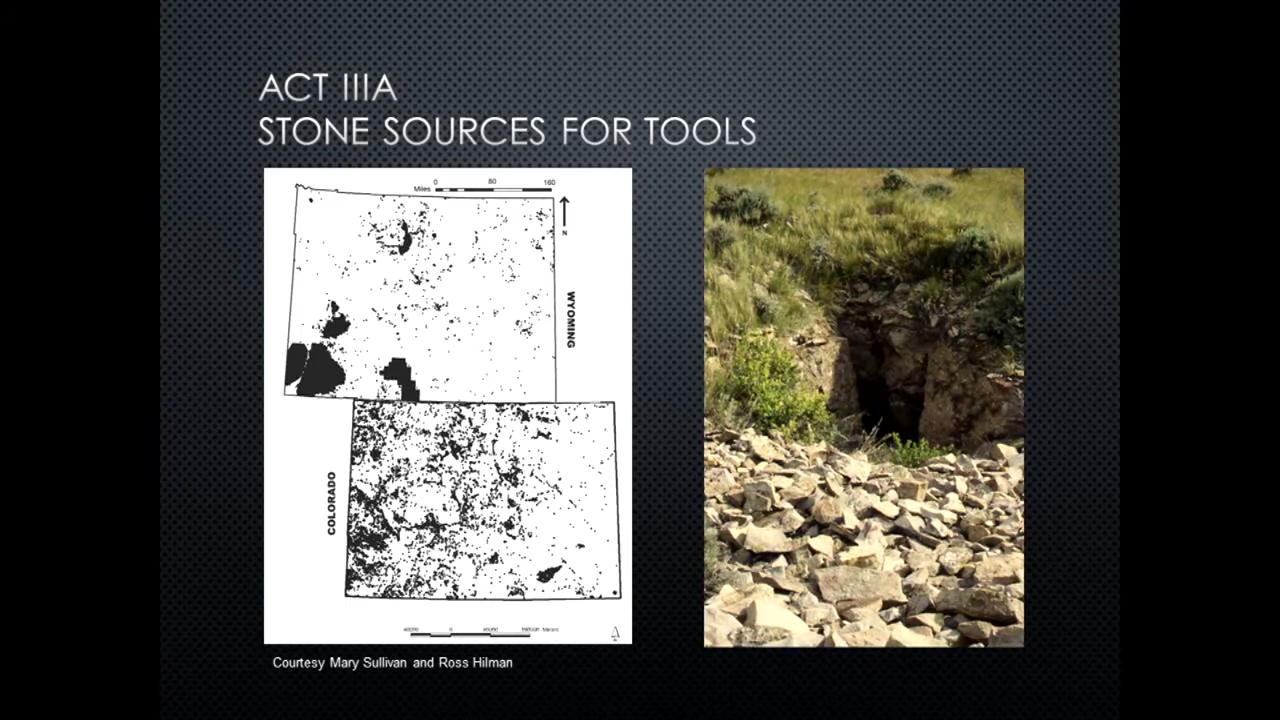 ACT IIIA
STONE SOURCES FOR TOOLS
Miles 0 80 160
N
WYOMING
COLORADO
Courtesy Mary Sullivan and Ross Hilman